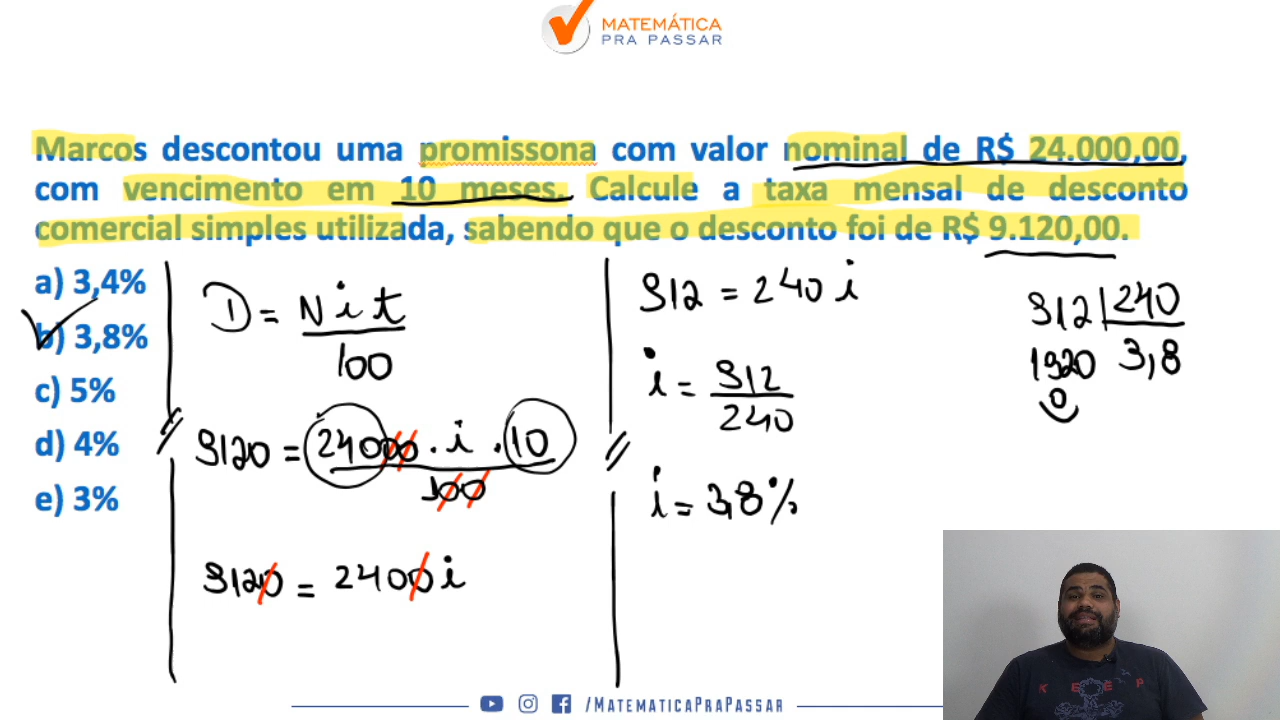 MATEMÁTICA
PRA PASSAR
Marcos descontou uma promissona com valor nominal de R$ 24.000,00,
com vencimento em 10 meses. Calcule a taxa mensal de desconto
comercial simples utilizada, sabendo que o desconto foi de R$ 9.120,00.
a) 3,4%
b) 3,8%
c) 5%
d) 4%
e) 3%
D = N i t
100
9120 = 24000 . i . 10
100
9120 = 2400 i
912 = 240 i
i = 912
240
i = 3,8%
912 240
1920 3,8
0
K E E P
/MatematicaPraPassar